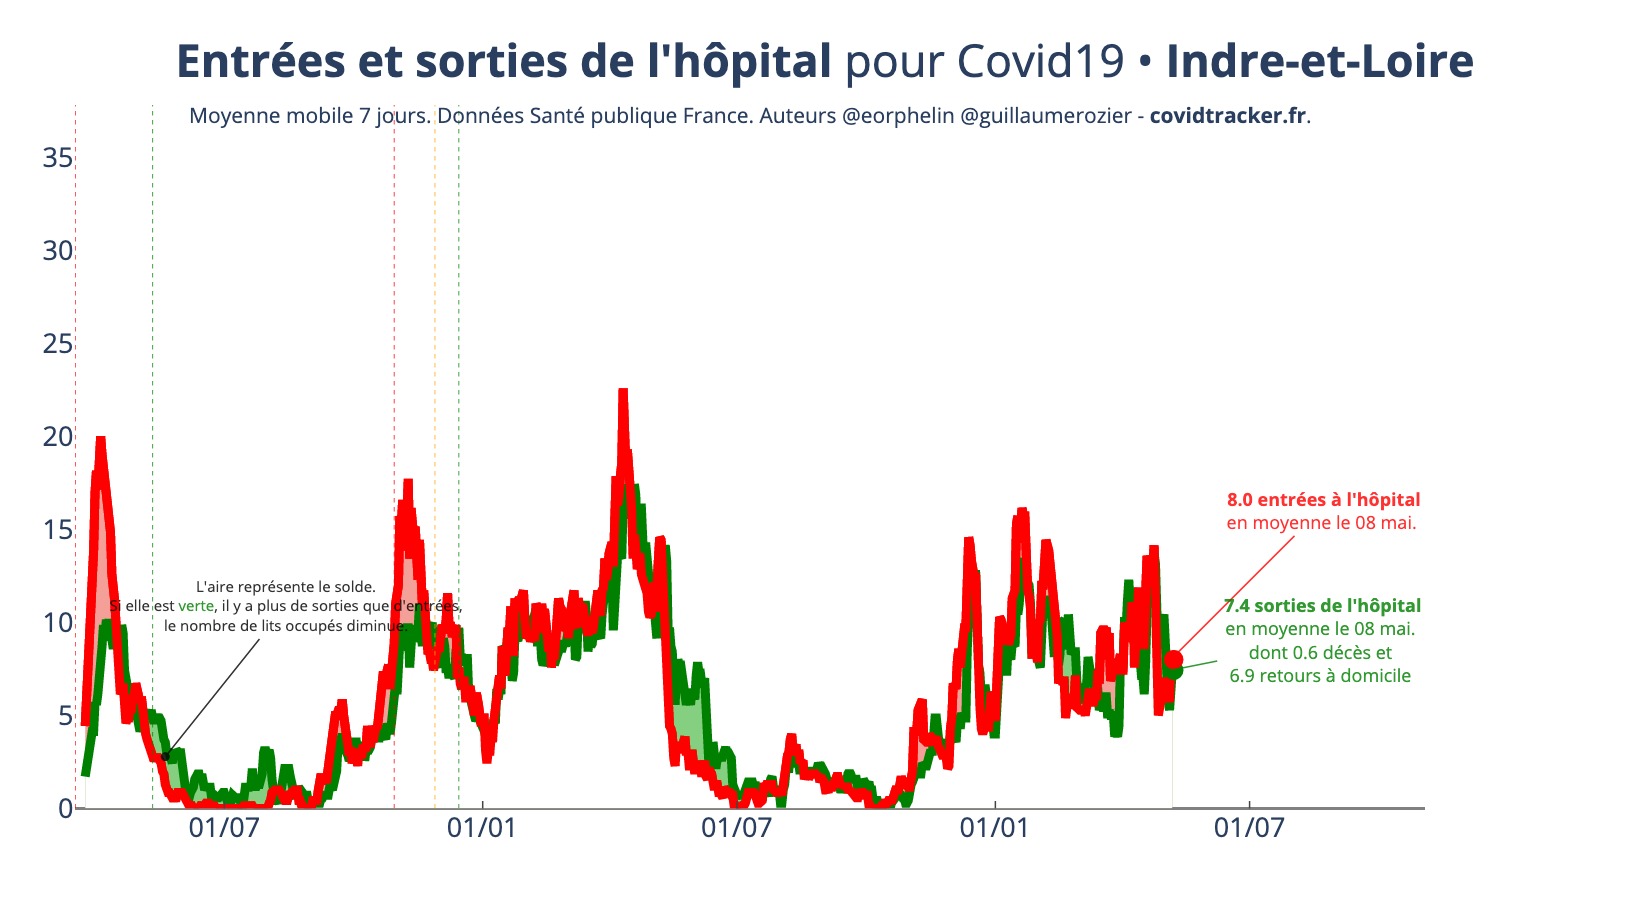 Entrées et sorties de l'hôpital pour Covid19 • Indre-et-Loire
Moyenne mobile 7 jours. Données Santé publique France. Auteurs @eorphelin @guillaumerozier - covidtracker.fr.
35
30
25
20
15
10
5
0
L'aire représente le solde.
Si elle est verte, il y a plus de sorties que d'entrées,
le nombre de lits occupés diminue.
8.0 entrées à l'hôpital
en moyenne le 08 mai.
7.4 sorties de l'hôpital
en moyenne le 08 mai.
dont 0.6 décès et
6.9 retours à domicile
01/07
01/01
01/07
01/01
01/07